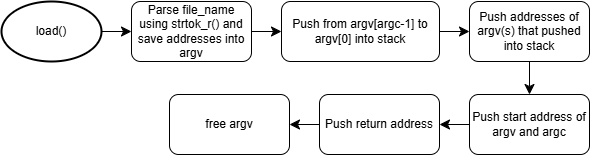 load()
Parse file_name
using strtok_r() and
save addresses into
argv
Push from argv[argc-1] to
argv[0] into stack
Push addresses of
argv(s) that pushed
into stack
Push start address of
argv and argc
Push return address
free argv